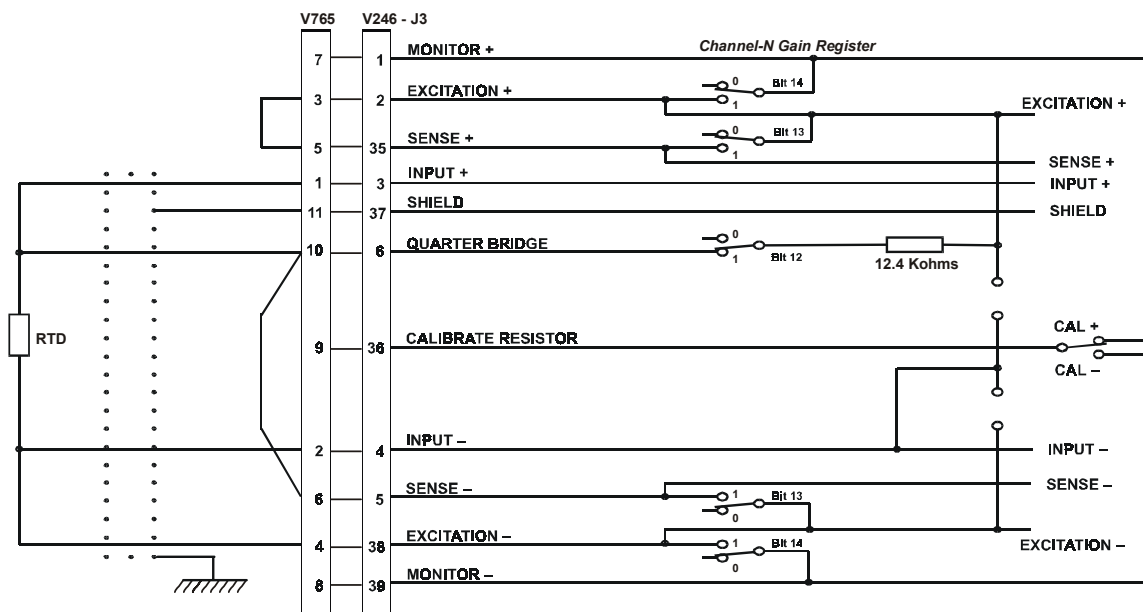 V765 V246 - J3
7 1 MONITOR + Channel-N Gain Register
0
Bit 14
3 2 EXCITATION + 1 EXCITATION +
0
Bit 13
5 35 SENSE + 1
SENSE +
1 3 INPUT + INPUT +
11 37 SHIELD SHIELD
0
10 6 QUARTER BRIDGE 1 Bit 12 12.4 Kohms
RTD
CAL +
9 36 CALIBRATE RESISTOR
CAL –
2 4 INPUT – INPUT –
SENSE –
6 5 SENSE – 1 Bit 13
0
4 38 EXCITATION – 1 Bit 14 EXCITATION –
0
8 39 MONITOR –